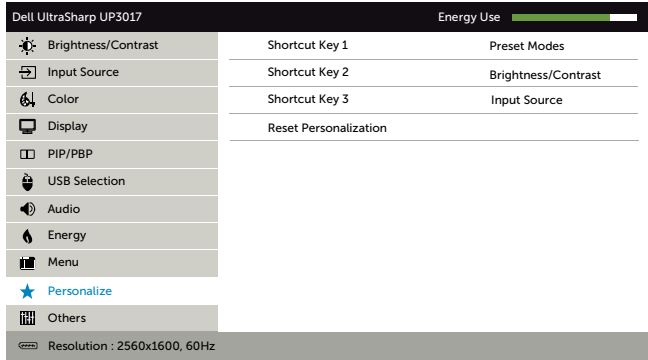 Dell UltraSharp UP3017 Energy Use
Brightness/Contrast Shortcut Key 1 Preset Modes
Input Source Shortcut Key 2 Brightness/Contrast
Color Shortcut Key 3 Input Source
Display Reset Personalization
PIP/PBP
USB Selection
Audio
Energy
Menu
Personalize
Others
Resolution : 2560x1600, 60Hz